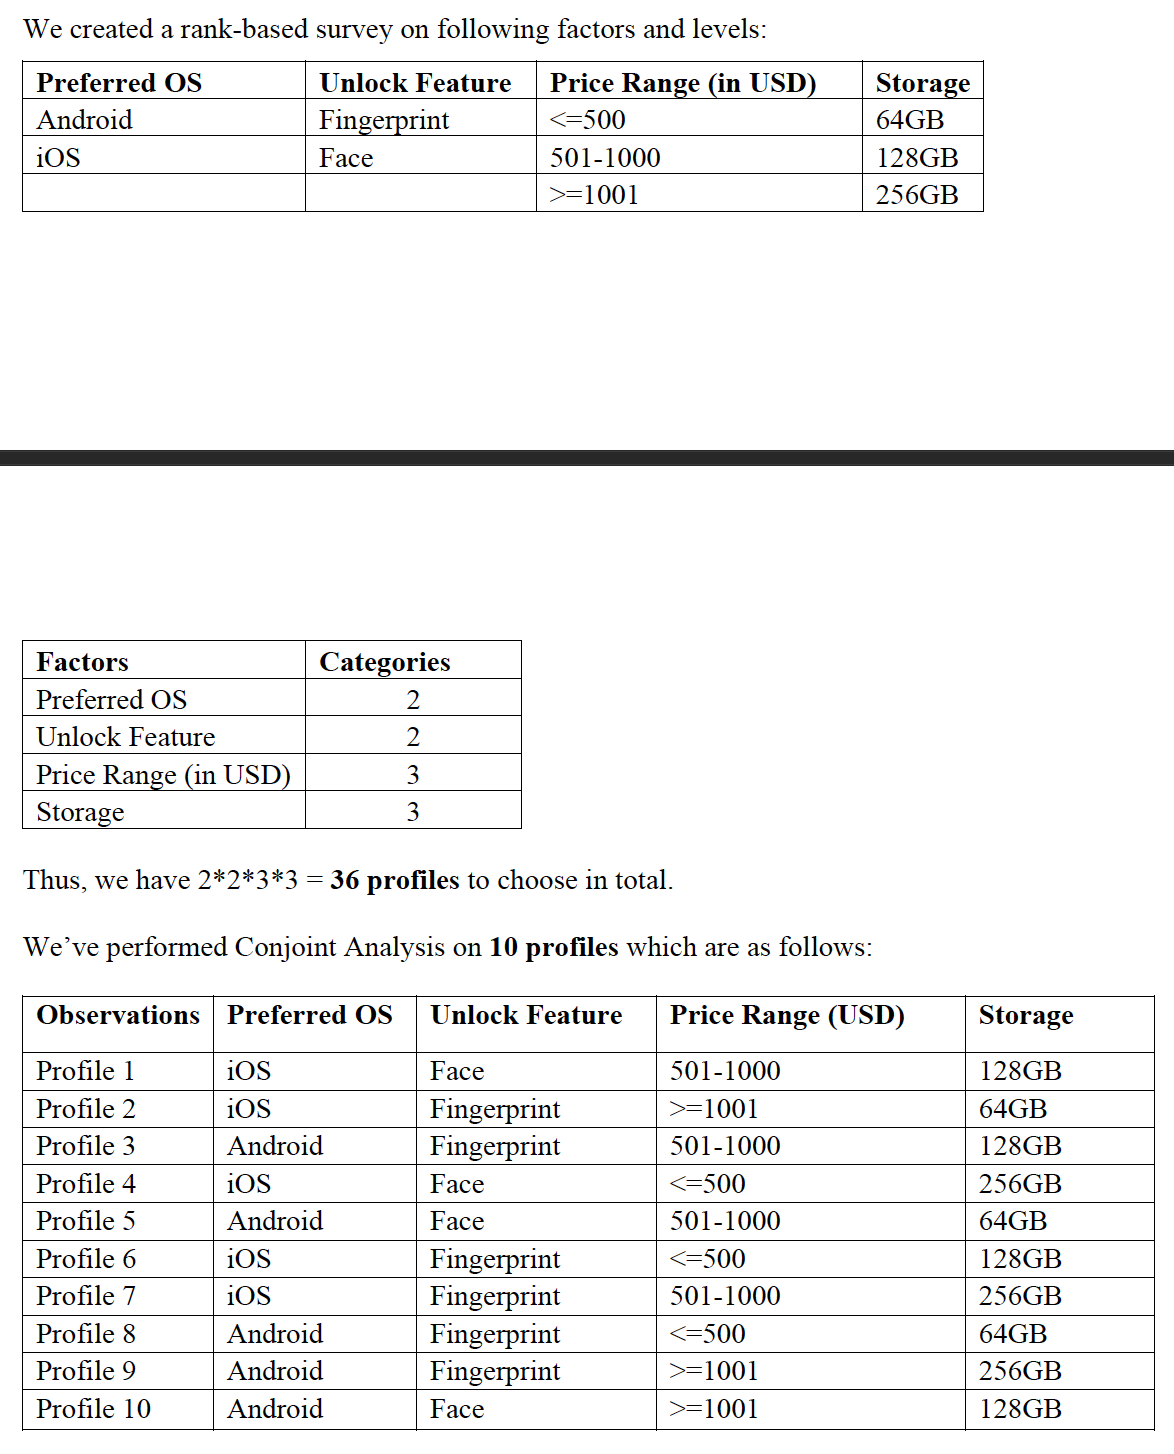 We created a rank-based survey on following factors and levels:
Preferred OS Unlock Feature Price Range (in USD) Storage
Android Fingerprint <=500 64GB
iOS Face 501-1000 128GB
>=1001 256GB
Factors Categories
Preferred OS 2
Unlock Feature 2
Price Range (in USD) 3
Storage 3
Thus, we have 2*2*3*3 = 36 profiles to choose in total.
We’ve performed Conjoint Analysis on 10 profiles which are as follows:
Observations Preferred OS Unlock Feature Price Range (USD) Storage
Profile 1 iOS Face 501-1000 128GB
Profile 2 iOS Fingerprint >=1001 64GB
Profile 3 Android Fingerprint 501-1000 128GB
Profile 4 iOS Face <=500 256GB
Profile 5 Android Face 501-1000 64GB
Profile 6 iOS Fingerprint <=500 128GB
Profile 7 iOS Fingerprint 501-1000 256GB
Profile 8 Android Fingerprint <=500 64GB
Profile 9 Android Fingerprint >=1001 256GB
Profile 10 Android Face >=1001 128GB